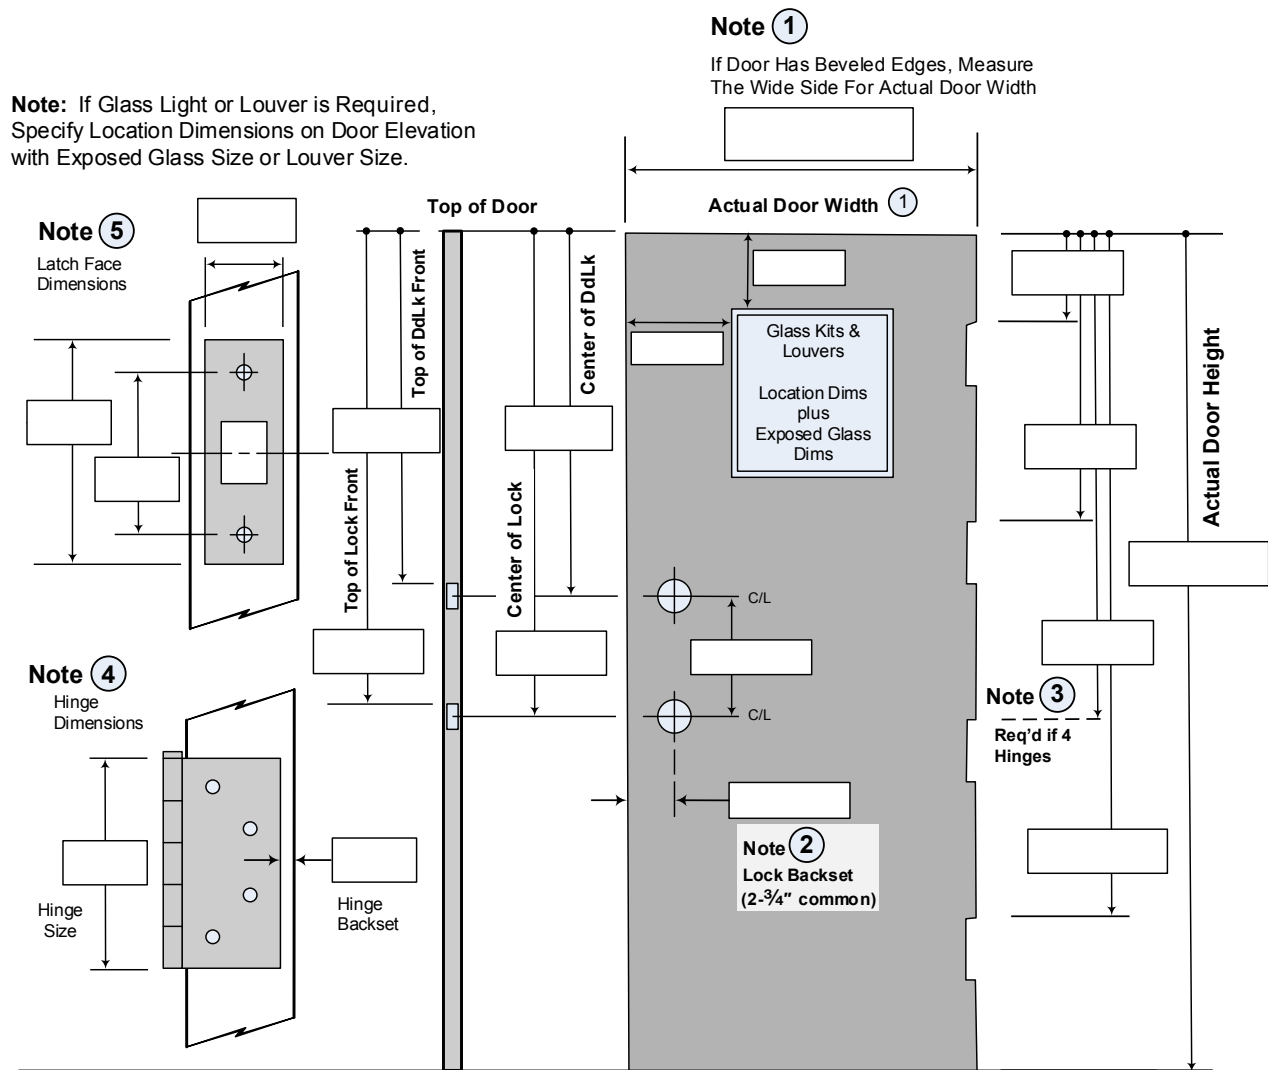 Note 1
If Door Has Beveled Edges, Measure
The Wide Side For Actual Door Width
Note: If Glass Light or Louver is Required,
Specify Location Dimensions on Door Elevation
with Exposed Glass Size or Louver Size.
Note 5
Latch Face
Dimensions
Top of Door
Actual Door Width 1
Top of DdLk Front
Center of DdLk
Top of Lock Front
Center of Lock
Glass Kits &
Louvers
Location Dims
plus
Exposed Glass
Dims
Actual Door Height
C/L
C/L
Note 4
Hinge
Dimensions
Hinge
Size
Hinge
Backset
Note 3
Req'd if 4
Hinges
Note 2
Lock Backset
(2-¾" common)